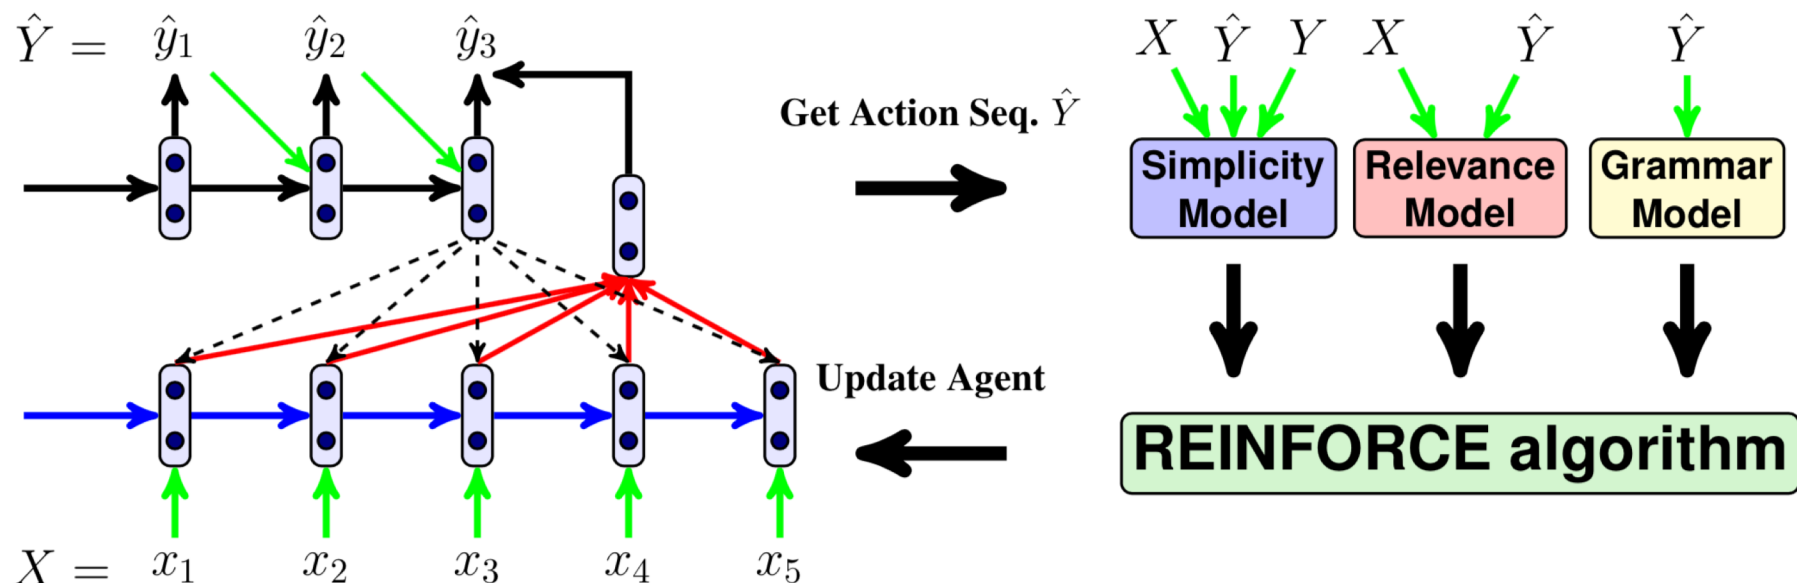 Ŷ = ŷ1 ŷ2 ŷ3
X Ŷ Y X Ŷ Ŷ
Get Action Seq. Ŷ
Simplicity
Model
Relevance
Model
Grammar
Model
Update Agent
REINFORCE algorithm
X = x1 x2 x3 x4 x5